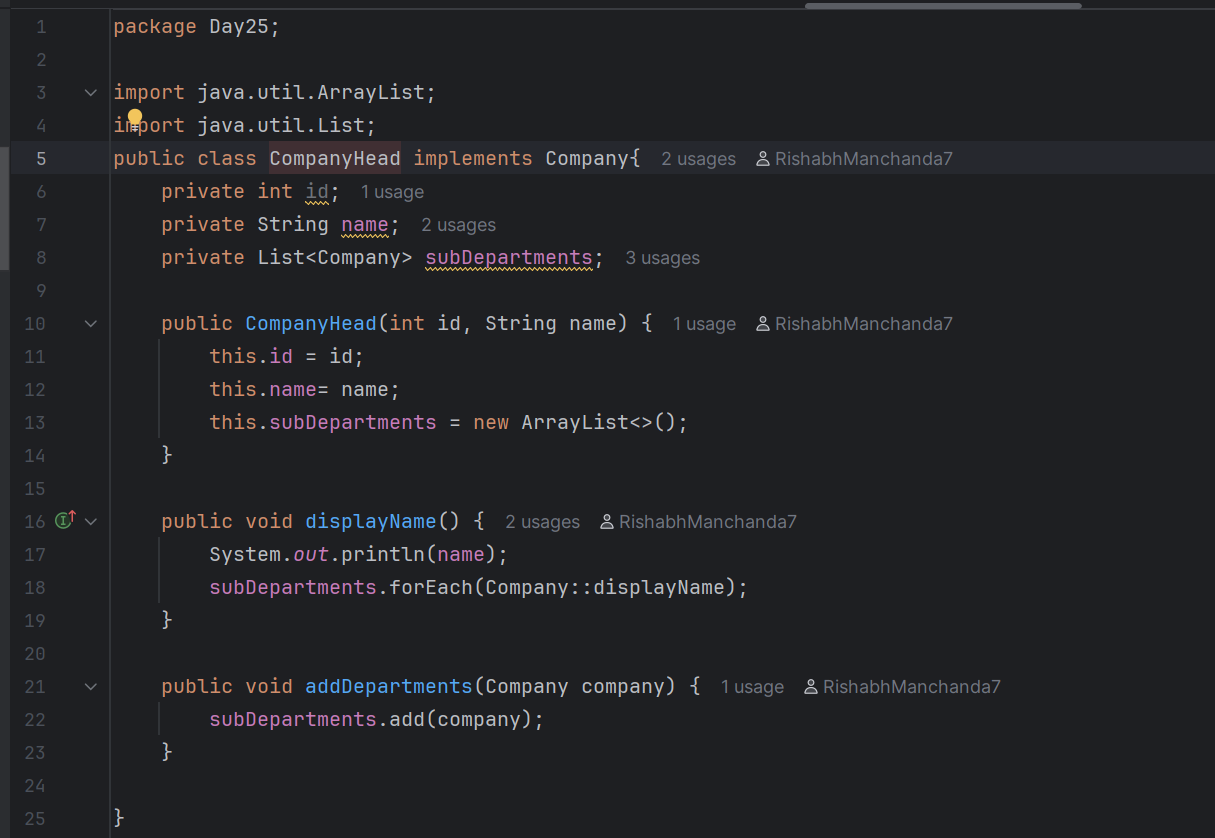 1 package Day25;
2
3 import java.util.ArrayList;
4 import java.util.List;
5 public class CompanyHead implements Company{ 2 usages RishabhManchanda7
6 private int id; 1 usage
7 private String name; 2 usages
8 private List<Company> subDepartments; 3 usages
9
10 public CompanyHead(int id, String name) { 1 usage RishabhManchanda7
11 this.id = id;
12 this.name= name;
13 this.subDepartments = new ArrayList<>();
14 }
15
16 public void displayName() { 2 usages RishabhManchanda7
17 System.out.println(name);
18 subDepartments.forEach(Company::displayName);
19 }
20
21 public void addDepartments(Company company) { 1 usage RishabhManchanda7
22 subDepartments.add(company);
23 }
24
25 }